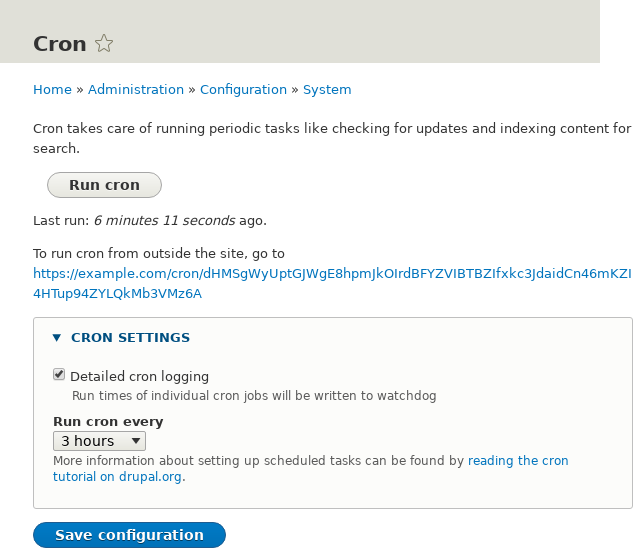 Cron
Home » Administration » Configuration » System
Cron takes care of running periodic tasks like checking for updates and indexing content for
search.
Run cron
Last run: 6 minutes 11 seconds ago.
To run cron from outside the site, go to
https://example.com/cron/dHMSgWyUptGJWgE8hpmJkOIrdBFYZVIBTBZIfxkc3JdaidCn46mKZI
4HTup94ZYLQkMb3VMz6A
CRON SETTINGS
Detailed cron logging
Run times of individual cron jobs will be written to watchdog
Run cron every
3 hours
More information about setting up scheduled tasks can be found by reading the cron
tutorial on drupal.org.
Save configuration